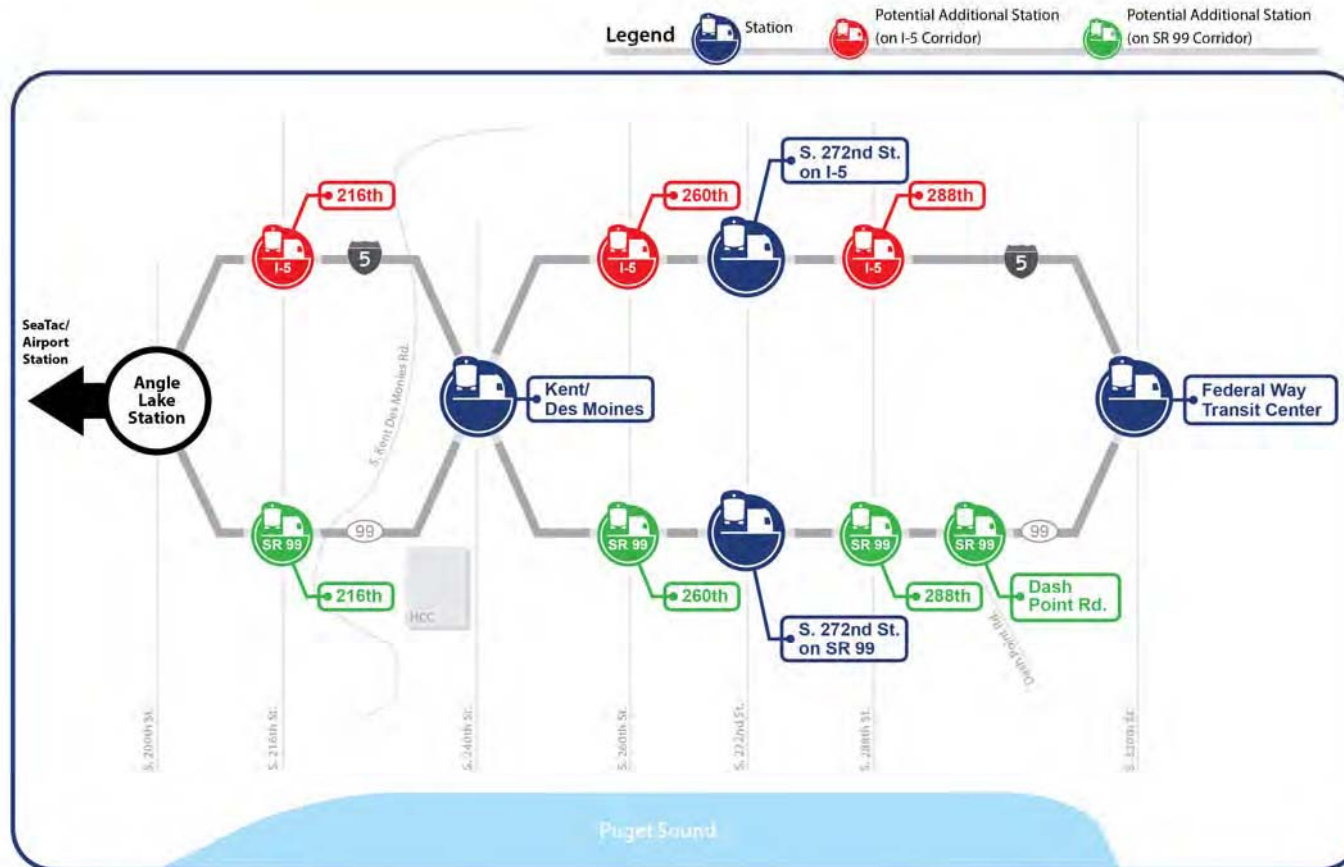 Legend
Station
Potential Additional Station
(on I-5 Corridor)
Potential Additional Station
(on SR 99 Corridor)
S. 272nd St.
on I-5
216th
260th
288th
I-5
5
I-5
I-5
5
SeaTac/
Airport
Station
Angle
Lake
Station
S. Kent Des Monies Rd.
Kent/
Des Moines
Federal Way
Transit Center
SR 99
99
SR 99
SR 99
SR 99
99
216th
HCC
260th
288th
Dash
Point Rd.
S. 272nd St.
on SR 99
Dash Point Rd.
S. 200th St.
S. 216th St.
S. 240th St.
S. 260th St.
S. 272nd St.
S. 288th St.
S. 320th St.
Puget Sound